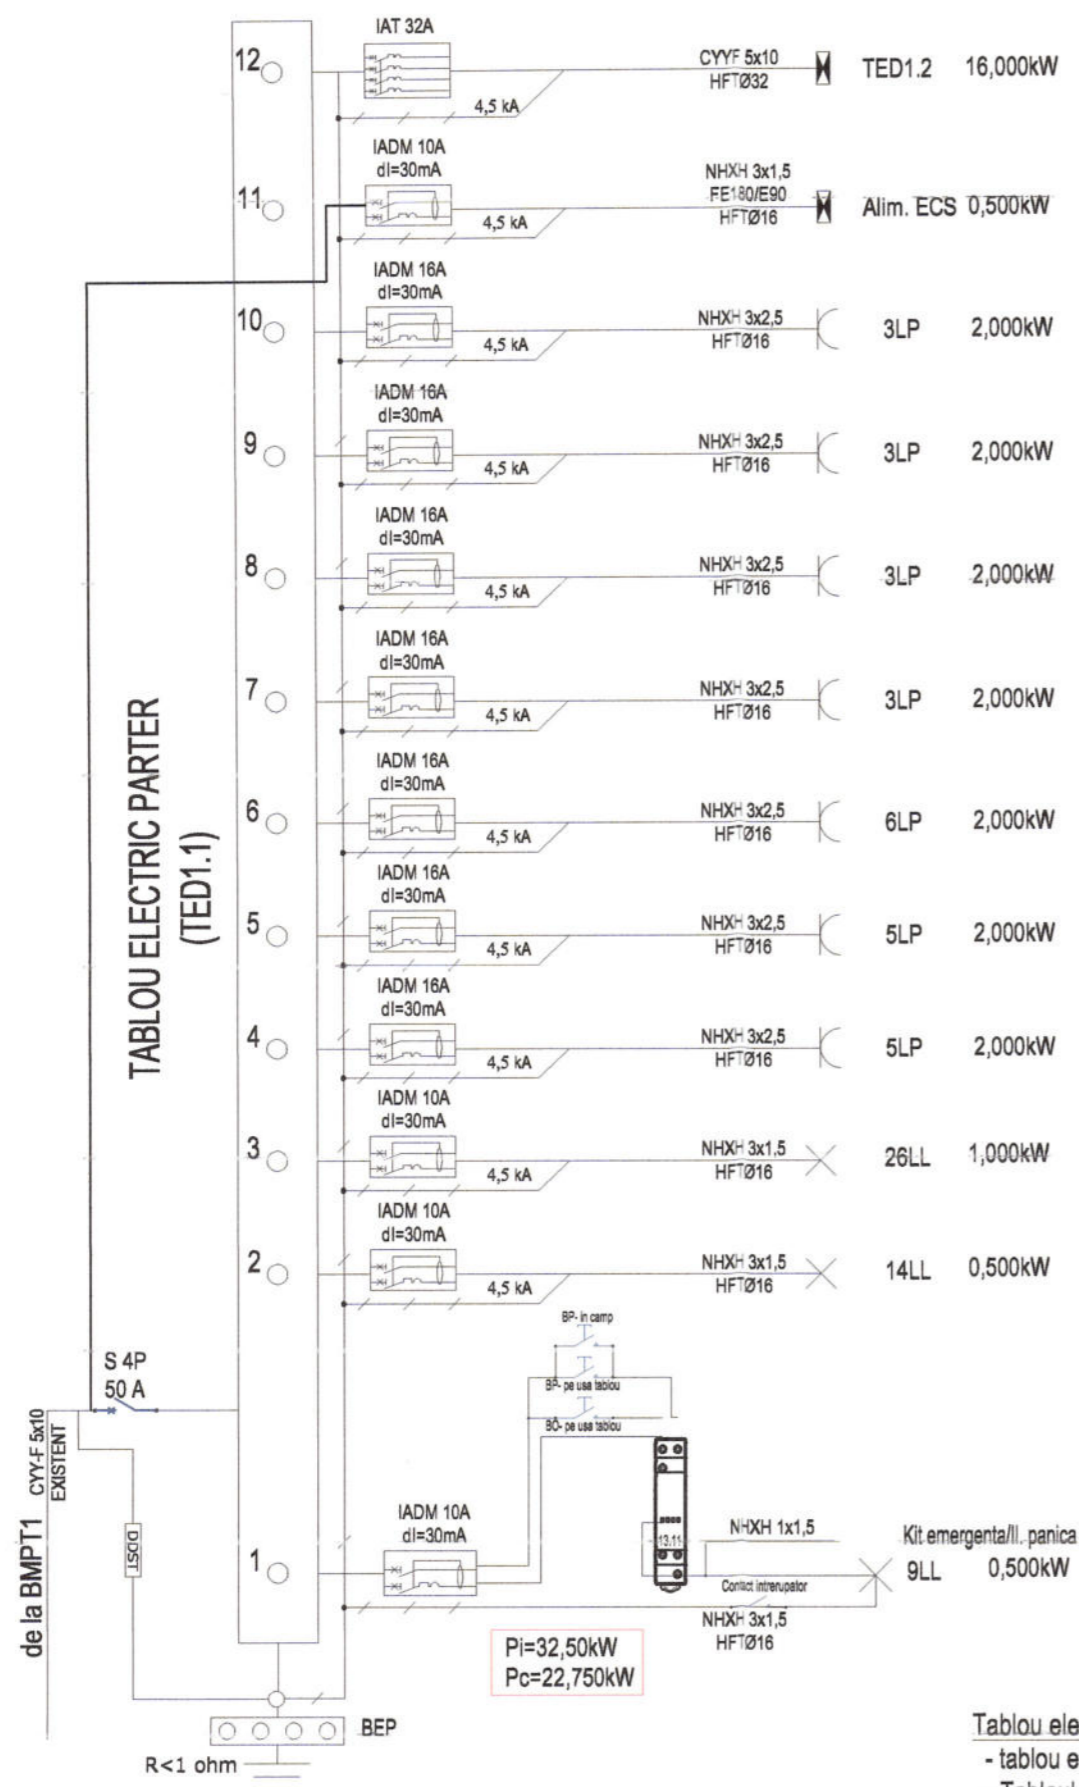 IAT 32A
12
CYYF 5x10
HFTØ32
TED1.2 16,000kW
4,5 kA
IADM 10A
dI=30mA
11
NHXH 3x1,5
FE180/E90
HFTØ16
Alim. ECS 0,500kW
4,5 kA
IADM 16A
dI=30mA
10
NHXH 3x2,5
HFTØ16
3LP 2,000kW
4,5 kA
IADM 16A
dI=30mA
9
NHXH 3x2,5
HFTØ16
3LP 2,000kW
4,5 kA
IADM 16A
dI=30mA
8
NHXH 3x2,5
HFTØ16
3LP 2,000kW
4,5 kA
IADM 16A
dI=30mA
7
NHXH 3x2,5
HFTØ16
3LP 2,000kW
4,5 kA
TABLOU ELECTRIC PARTER
(TED1.1)
IADM 16A
dI=30mA
6
NHXH 3x2,5
HFTØ16
6LP 2,000kW
4,5 kA
IADM 16A
dI=30mA
5
NHXH 3x2,5
HFTØ16
5LP 2,000kW
4,5 kA
IADM 16A
dI=30mA
4
NHXH 3x2,5
HFTØ16
5LP 2,000kW
4,5 kA
IADM 10A
dI=30mA
3
NHXH 3x1,5
HFTØ16
26LL 1,000kW
4,5 kA
IADM 10A
dI=30mA
2
NHXH 3x1,5
HFTØ16
14LL 0,500kW
4,5 kA
BP- in camp
BP- pe usa tablou
BO- pe usa tablou
S 4P
50 A
de la BMPT1
CYY-F 5x10
EXISTENT
DDST
IADM 10A
dI=30mA
1
13.11
NHXH 1x1,5
Kit emergenta/Il. panica
9LL 0,500kW
Contact intrerupator
NHXH 3x1,5
HFTØ16
Pi=32,50kW
Pc=22,750kW
BEP
R<1 ohm
Tablou ele
- tablou e